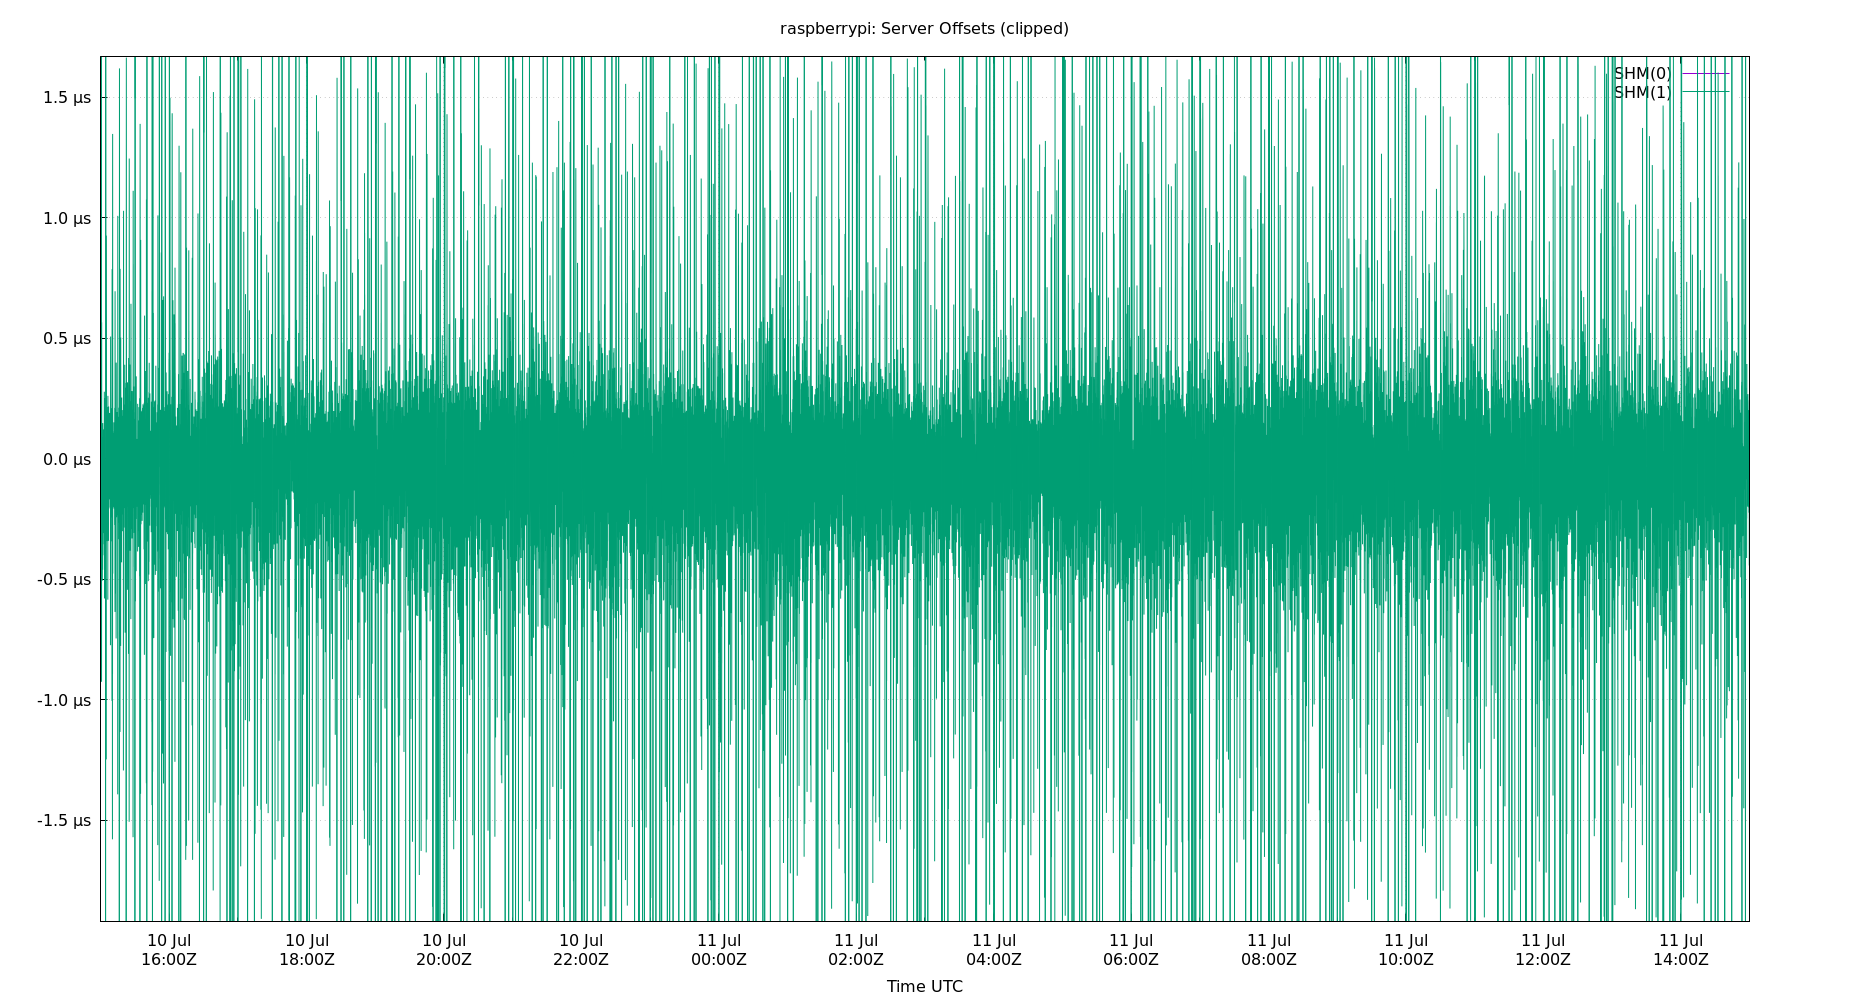 raspberrypi: Server Offsets (clipped)
SHM(0)
SHM(1)
1.5 µs
1.0 µs
0.5 µs
0.0 µs
-0.5 µs
-1.0 µs
-1.5 µs
10 Jul 10 Jul 10 Jul 10 Jul 11 Jul 11 Jul 11 Jul 11 Jul 11 Jul 11 Jul 11 Jul 11 Jul
16:00Z 18:00Z 20:00Z 22:00Z 00:00Z 02:00Z 04:00Z 06:00Z 08:00Z 10:00Z 12:00Z 14:00Z
Time UTC